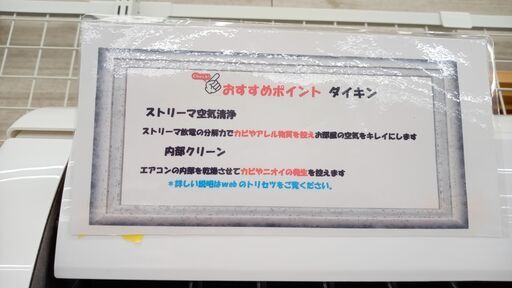 Check!
おすすめポイント ダイキン
ストリーマ空気清浄
ストリーマ放電の分解力でカビやアレル物質を控えお部屋の空気をキレイにします
内部クリーン
エアコンの内部を乾燥させてカビやニオイの発生を控えます
*詳しい説明はwebのトリセツをご覧ください。